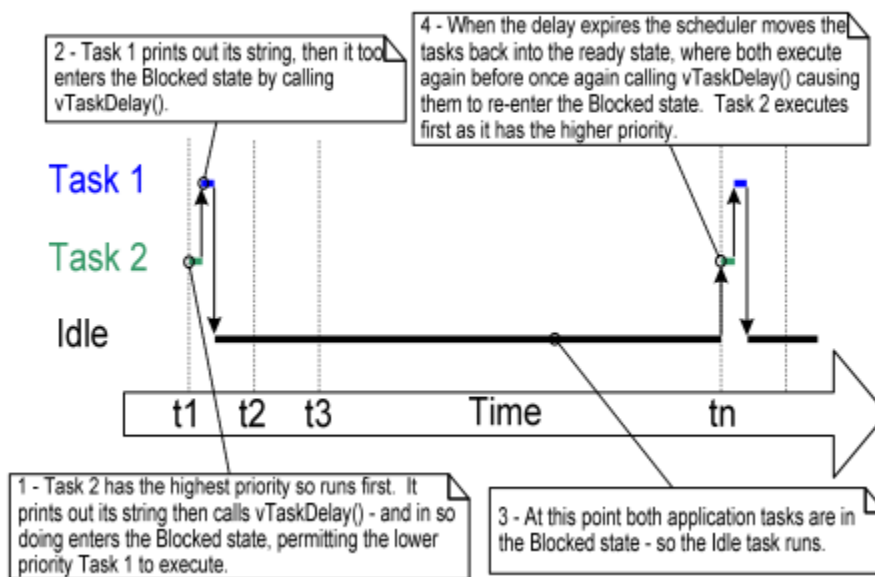 2 - Task 1 prints out its string, then it too
enters the Blocked state by calling
vTaskDelay().
4 - When the delay expires the scheduler moves the
tasks back into the ready state, where both execute
again before once again calling vTaskDelay() causing
them to re-enter the Blocked state. Task 2 executes
first as it has the higher priority.
Task 1
Task 2
Idle
t1 t2 t3 Time tn
1 - Task 2 has the highest priority so runs first. It
prints out its string then calls vTaskDelay() - and in so
doing enters the Blocked state, permitting the lower
priority Task 1 to execute.
3 - At this point both application tasks are in
the Blocked state - so the Idle task runs.